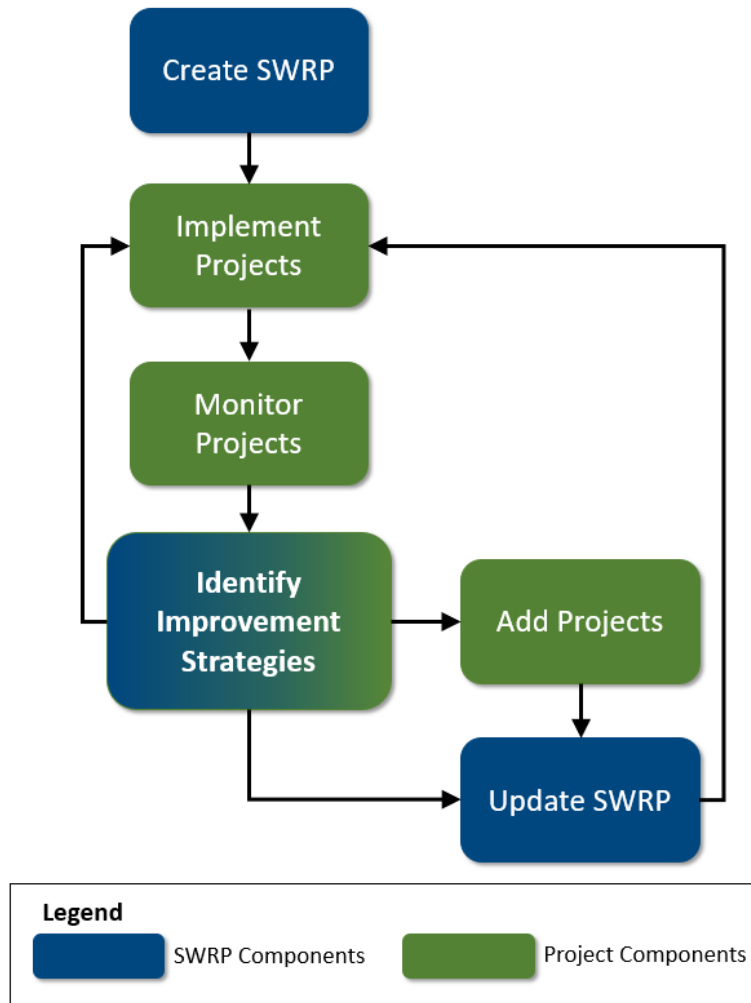 Create SWRP
Implement
Projects
Monitor
Projects
Identify
Improvement
Strategies
Add Projects
Update SWRP
Legend
SWRP Components
Project Components